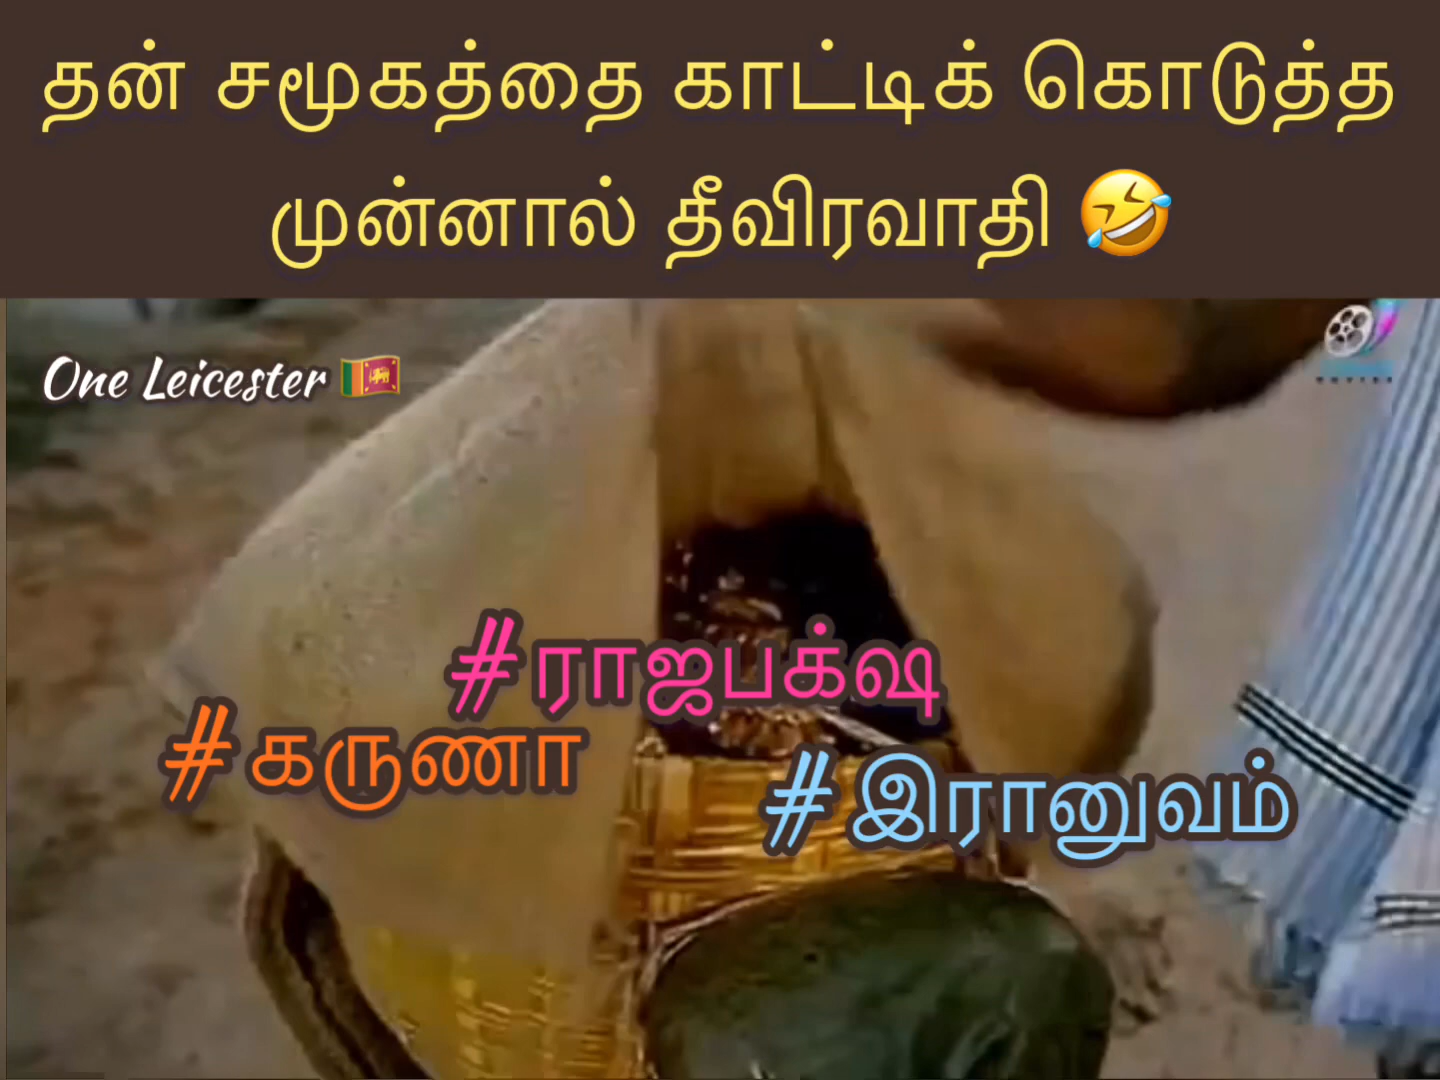 தன் சமூகத்தை காட்டிக் கொடுத்த
முன்னால் தீவிரவாதி 🤣
One Leicester 🇱🇰
#ராஜபக்ஷ
#கருணா
#இரானுவம்